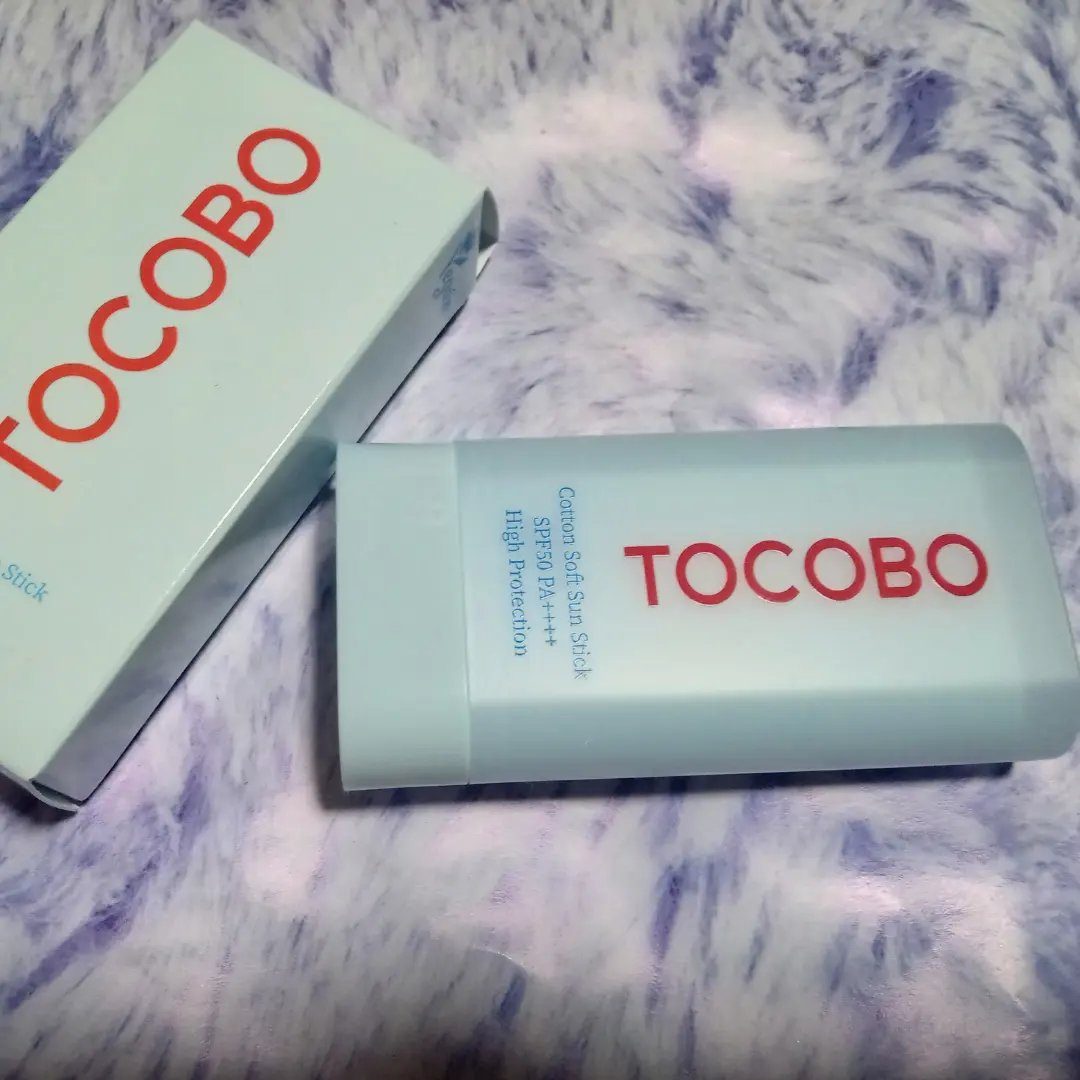 TOCOBO
Stick
TOCOBO
Cotton Soft Sun Stick
SPF50 PA++++
High Protection